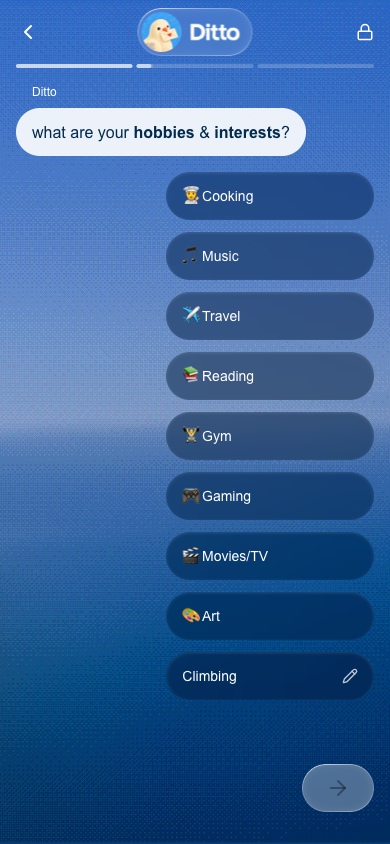 Ditto
Ditto
what are your hobbies & interests?
Cooking
Music
Travel
Reading
Gym
Gaming
Movies/TV
Art
Climbing